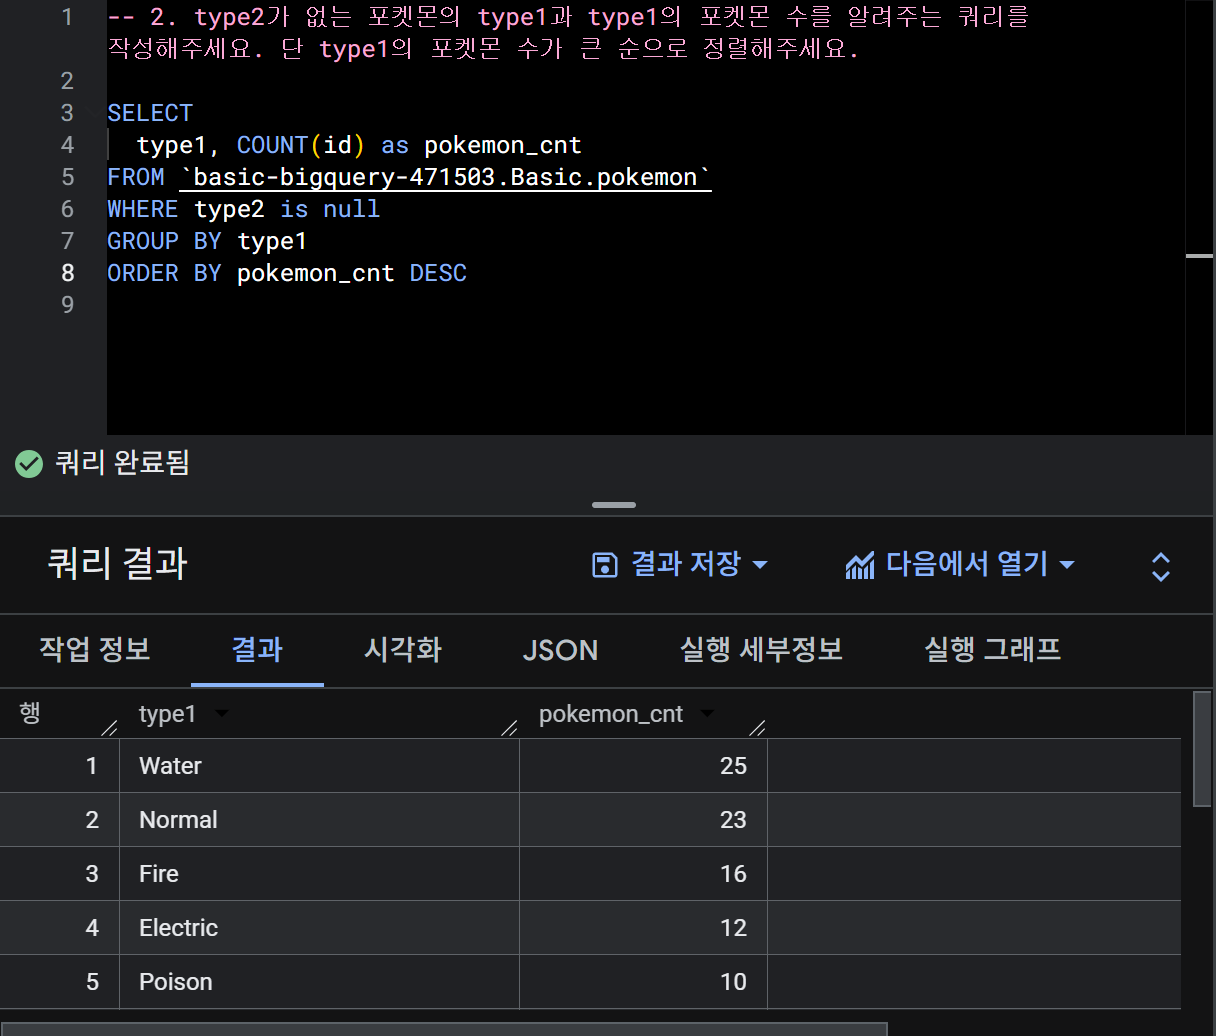 1 -- 2. type2가 없는 포켓몬의 type1과 type1의 포켓몬 수를 알려주는 쿼리를
작성해주세요. 단 type1의 포켓몬 수가 큰 순으로 정렬해주세요.
2
3 SELECT
4 type1, COUNT(id) as pokemon_cnt
5 FROM `basic-bigquery-471503.Basic.pokemon`
6 WHERE type2 is null
7 GROUP BY type1
8 ORDER BY pokemon_cnt DESC
9
쿼리 완료됨
쿼리 결과 결과 저장 다음에서 열기
작업 정보 결과 시각화 JSON 실행 세부정보 실행 그래프
행 type1 pokemon_cnt
1 Water 25
2 Normal 23
3 Fire 16
4 Electric 12
5 Poison 10